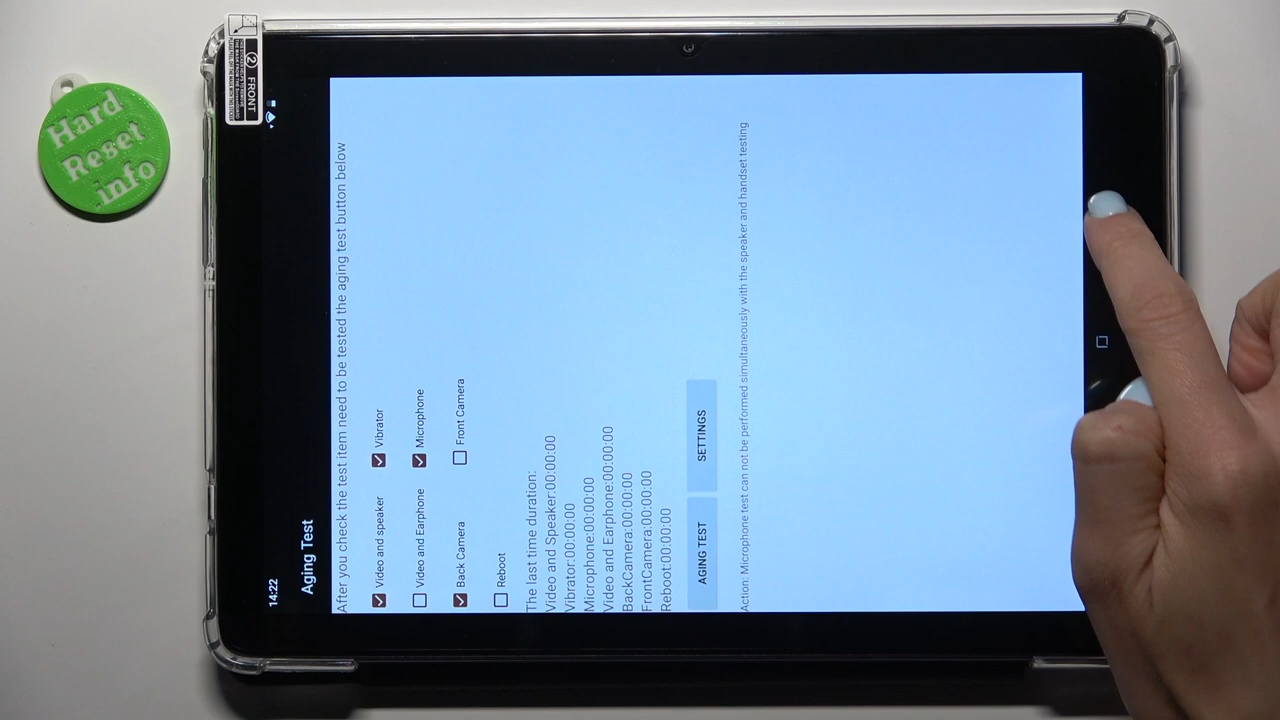 Hard
Reset
info
(2) FRONT
14:22
Aging Test
After you check the test item need to be tested the aging test button below
Video and speaker
Vibrator
Video and Earphone
Microphone
Back Camera
Front Camera
Reboot
The last time duration:
Video and Speaker:00:00:00
Vibrator:00:00:00
Microphone:00:00:00
Video and Earphone:00:00:00
BackCamera:00:00:00
FrontCamera:00:00:00
Reboot:00:00:00
AGING TEST
SETTINGS
Action: Microphone test can not be performed simultaneously with the speaker and handset testing